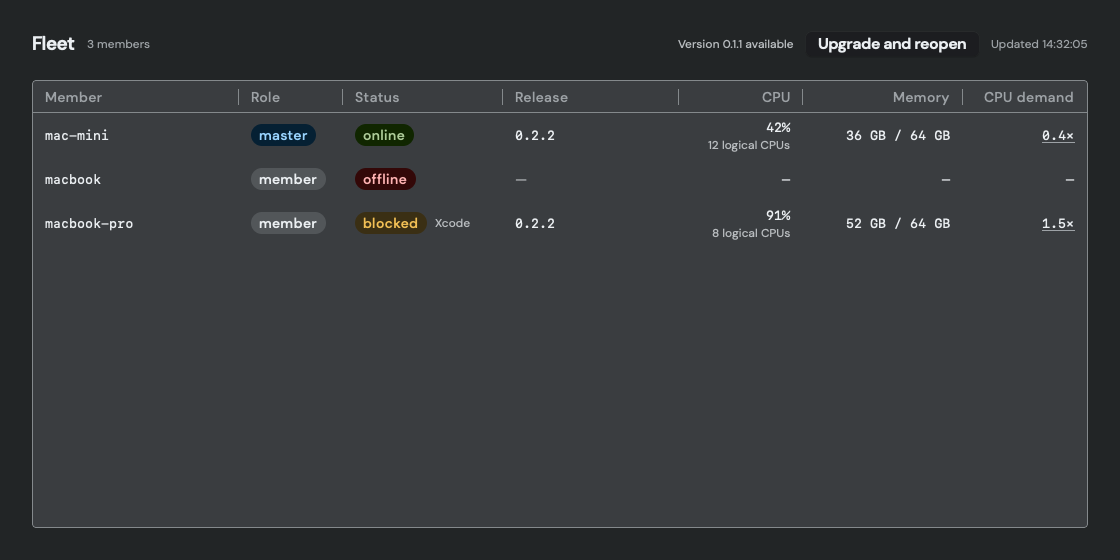 Fleet 3 members Version 0.1.1 available Upgrade and reopen Updated 14:32:05
Member Role Status Release CPU Memory CPU demand
mac-mini master online 0.2.2 42% 36 GB / 64 GB 0.4×
12 logical CPUs
macbook member offline — — — —
macbook-pro member blocked Xcode 0.2.2 91% 52 GB / 64 GB 1.5×
8 logical CPUs